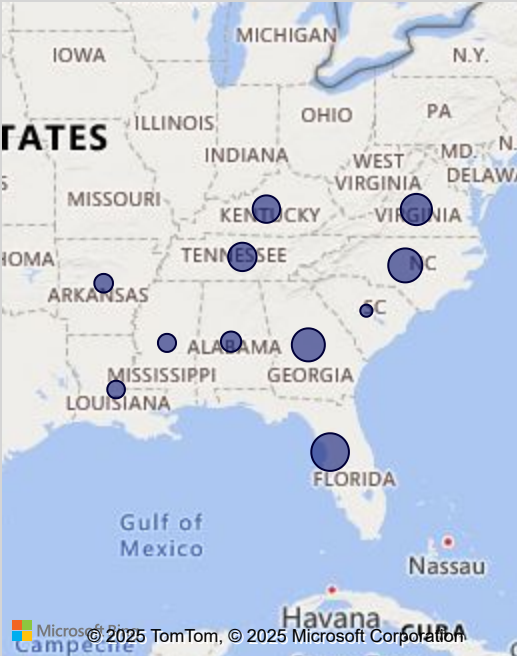 MICHIGAN
IOWA
N.Y.
PA
OHIO
ILLINOIS
TATES
INDIANA
MD.
N.
WEST
VIRGINIA
DELAWA
S
MISSOURI
KENTUCKY
VIRGINIA
TENNESSEE
HOMA
NC
ARKANSAS
SC
ALABAMA
MISSISSIPPI
GEORGIA
LOUISIANA
FLORIDA
Gulf of
Mexico
Nassau
Havana
CUBA
Microsoft Bing
© 2025 TomTom, © 2025 Microsoft Corporation
Campeche